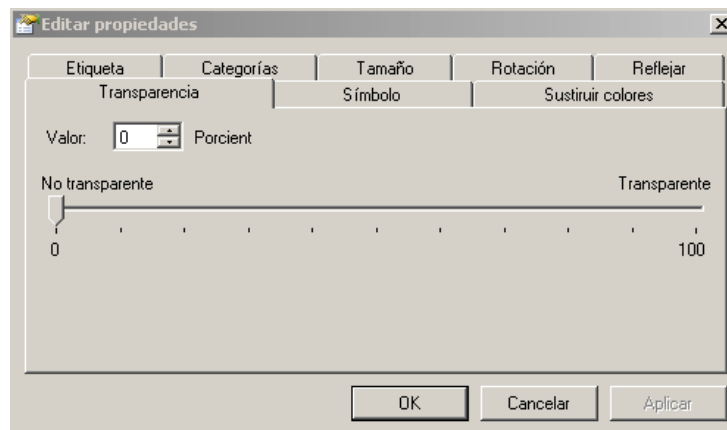 Editar propiedades
Etiqueta Categorías Tamaño Rotación Reflejar
Transparencia Símbolo Sustiruir colores
Valor: 0 Porcient
No transparente Transparente
0 100
OK Cancelar Aplicar